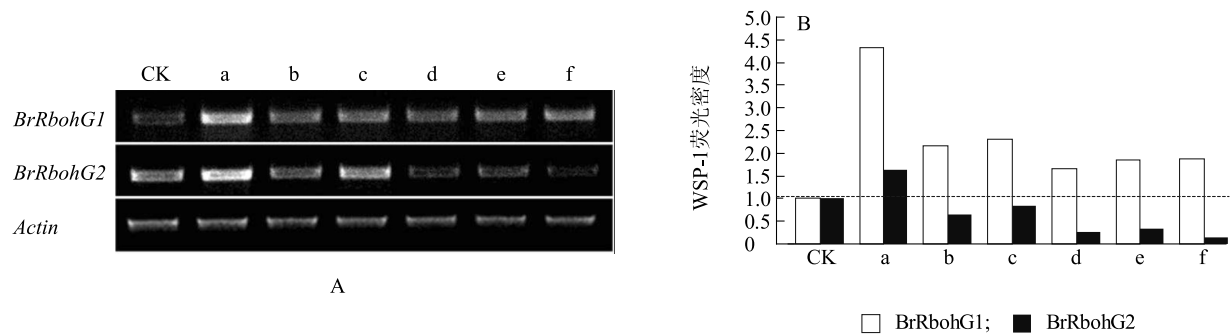 CK a b c d e f
BrRbohG1
BrRbohG2
Actin
A
B
WSP-1荧光密度
5.0
4.5
4.0
3.5
3.0
2.5
2.0
1.5
1.0
0.5
0
CK a b c d e f
BrRbohG1; BrRbohG2